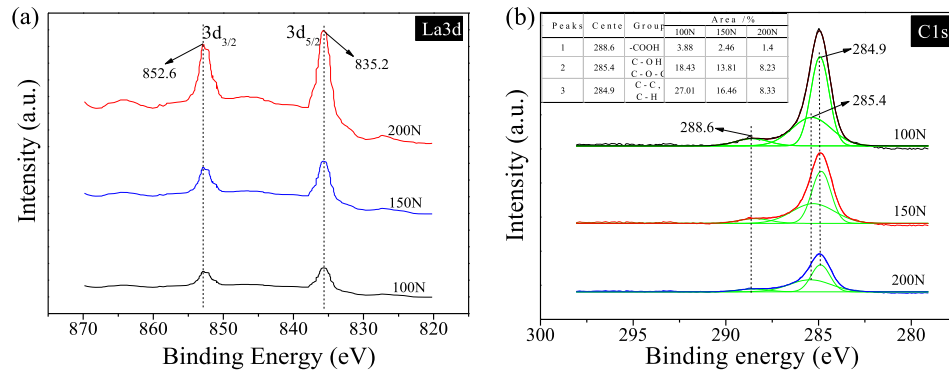 (a)
La3d
3d3/2
3d5/2
852.6
835.2
200N
150N
100N
Intensity (a.u.)
870 860 850 840 830 820
Binding Energy (eV)
(b)
C1s
Peaks Cente Group Area /%
100N 150N 200N
1 288.6 -COOH 3.88 2.46 1.4
2 285.4 C-OH C-O-C 18.43 13.81 8.23
3 284.9 C-C, C-H 27.01 16.46 8.33
284.9
285.4
288.6
100N
150N
200N
Intensity (a.u.)
300 295 290 285 280
Binding energy (eV)